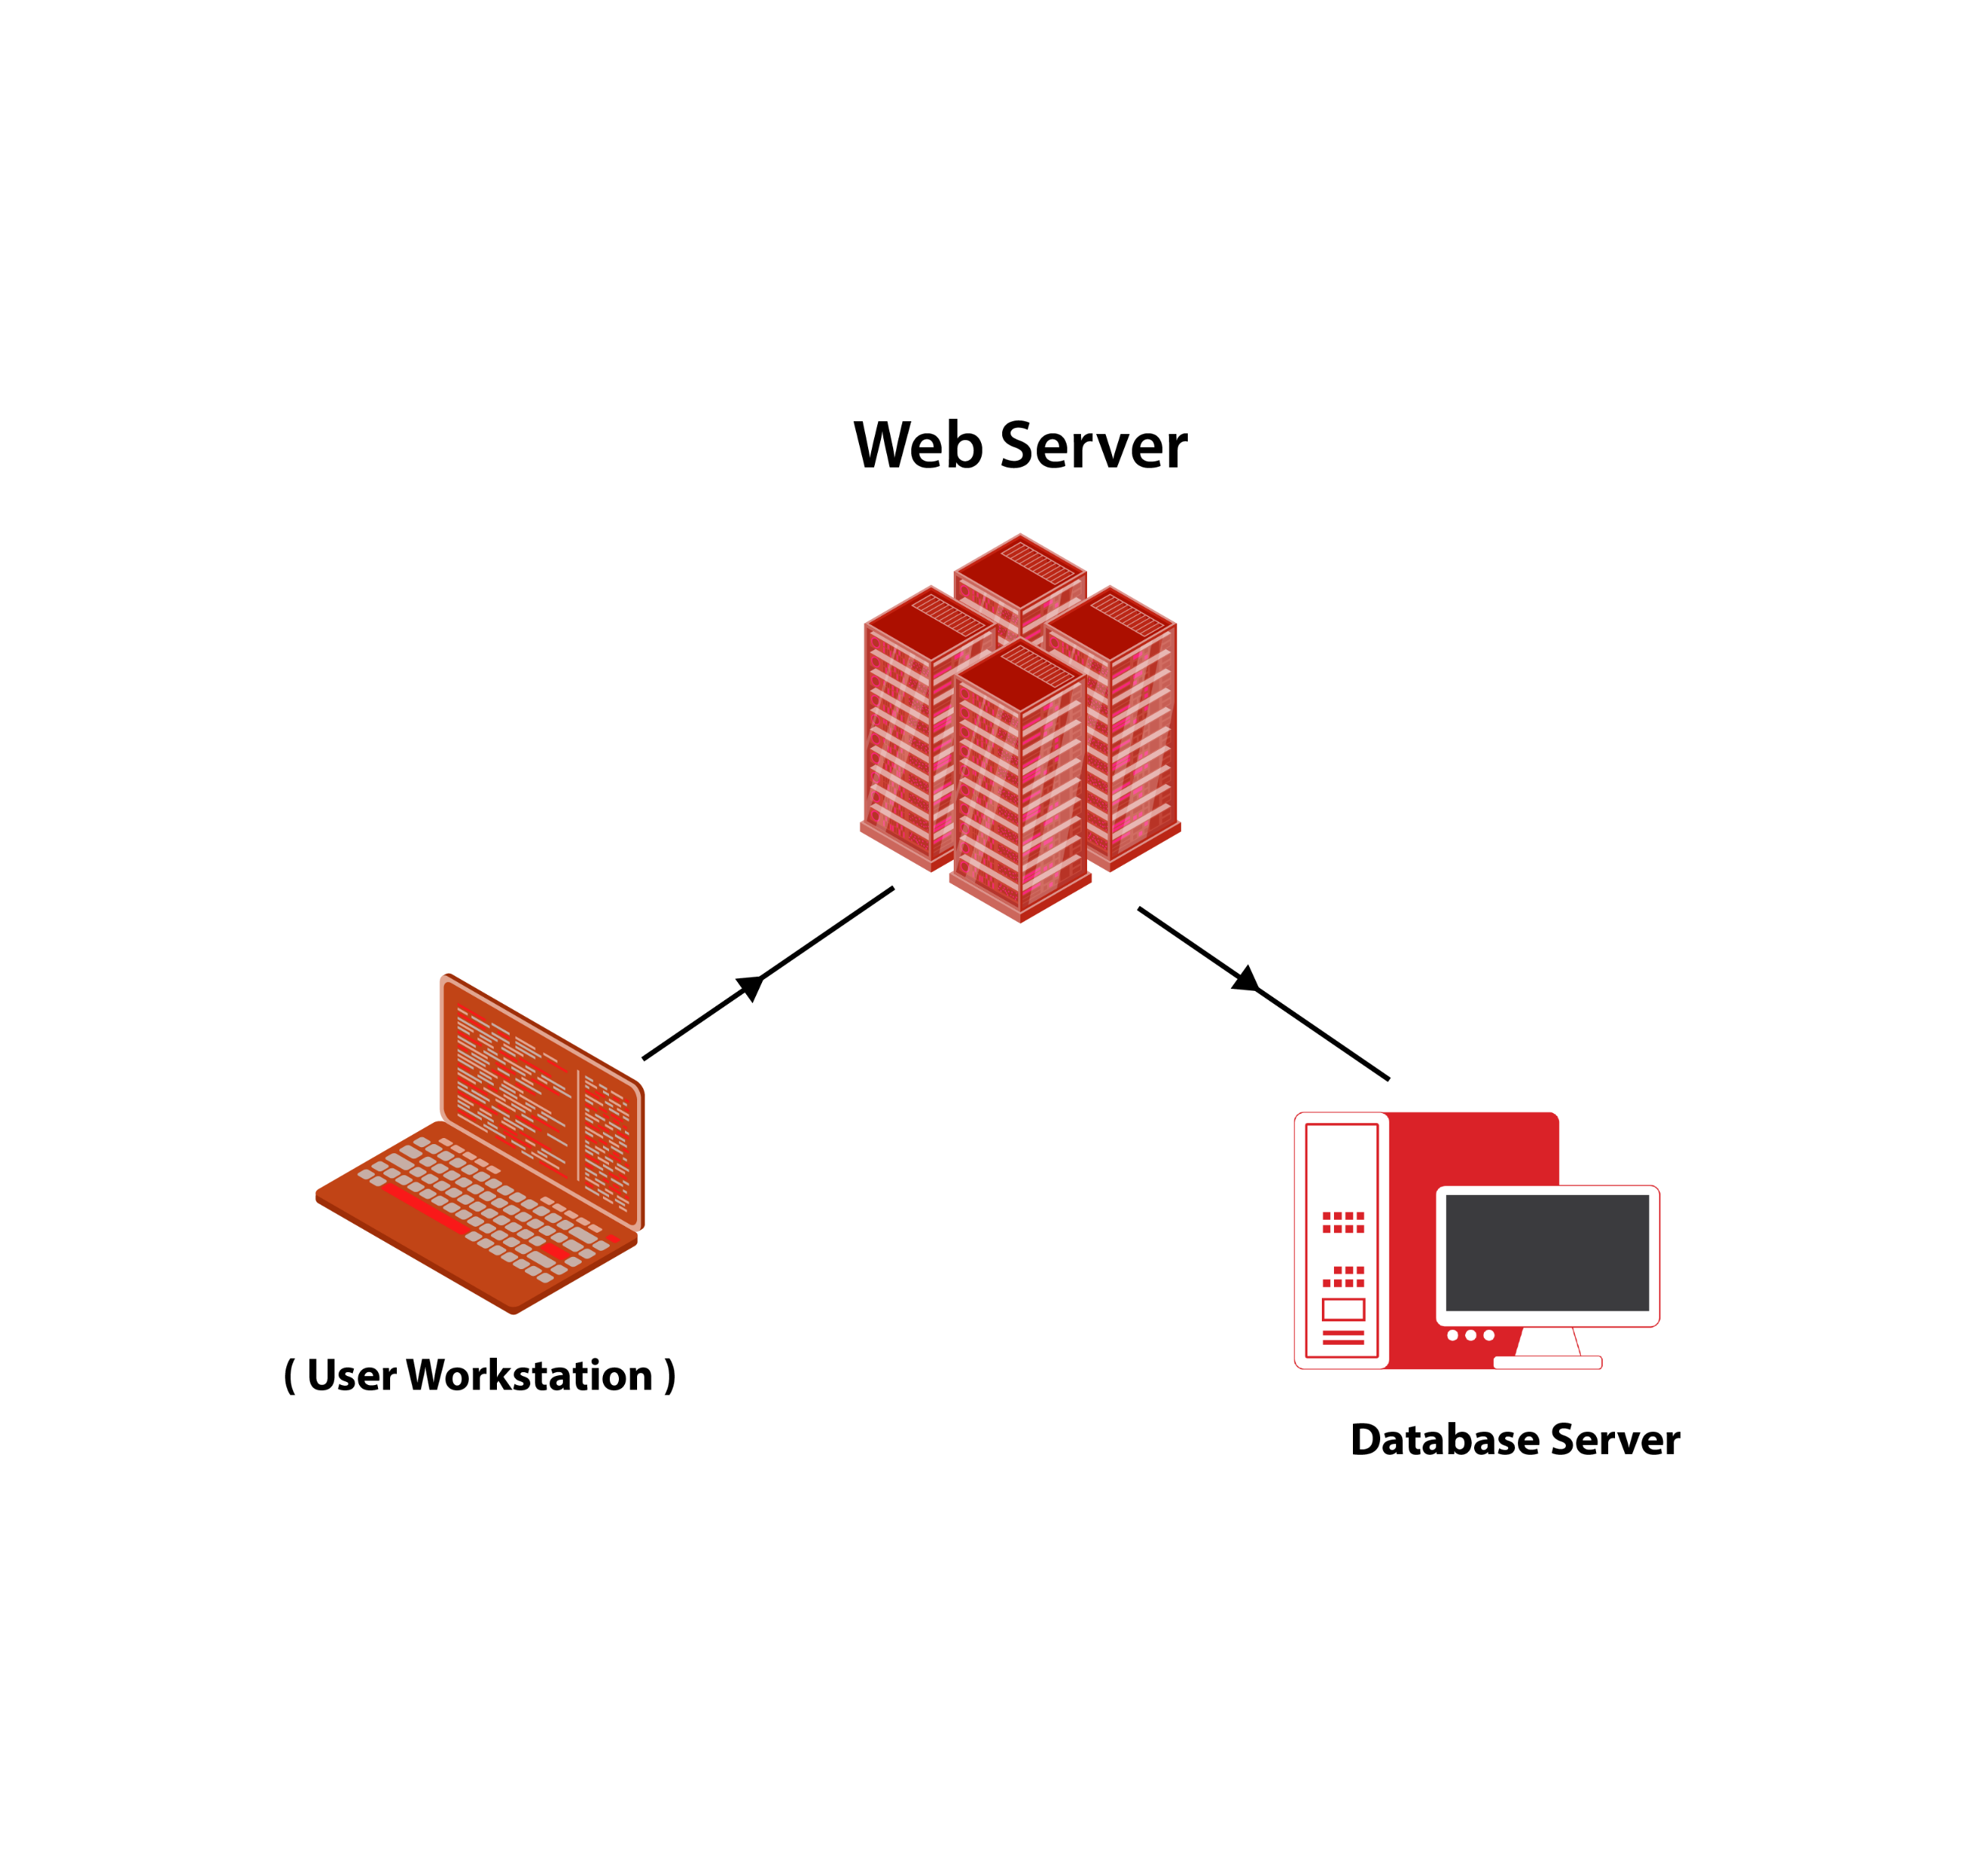 Web Server
( User Workstation )
Database Server